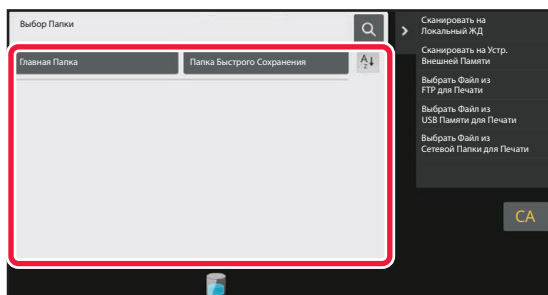 Выбор Папки
Главная Папка
Папка Быстрого Сохранения
A
Z
Сканировать на
Локальный ЖД
Сканировать на Устр.
Внешней Памяти
Выбрать Файл из
FTP для Печати
Выбрать Файл из
USB Памяти для Печати
Выбрать Файл из
Сетевой Папки для Печати
CA